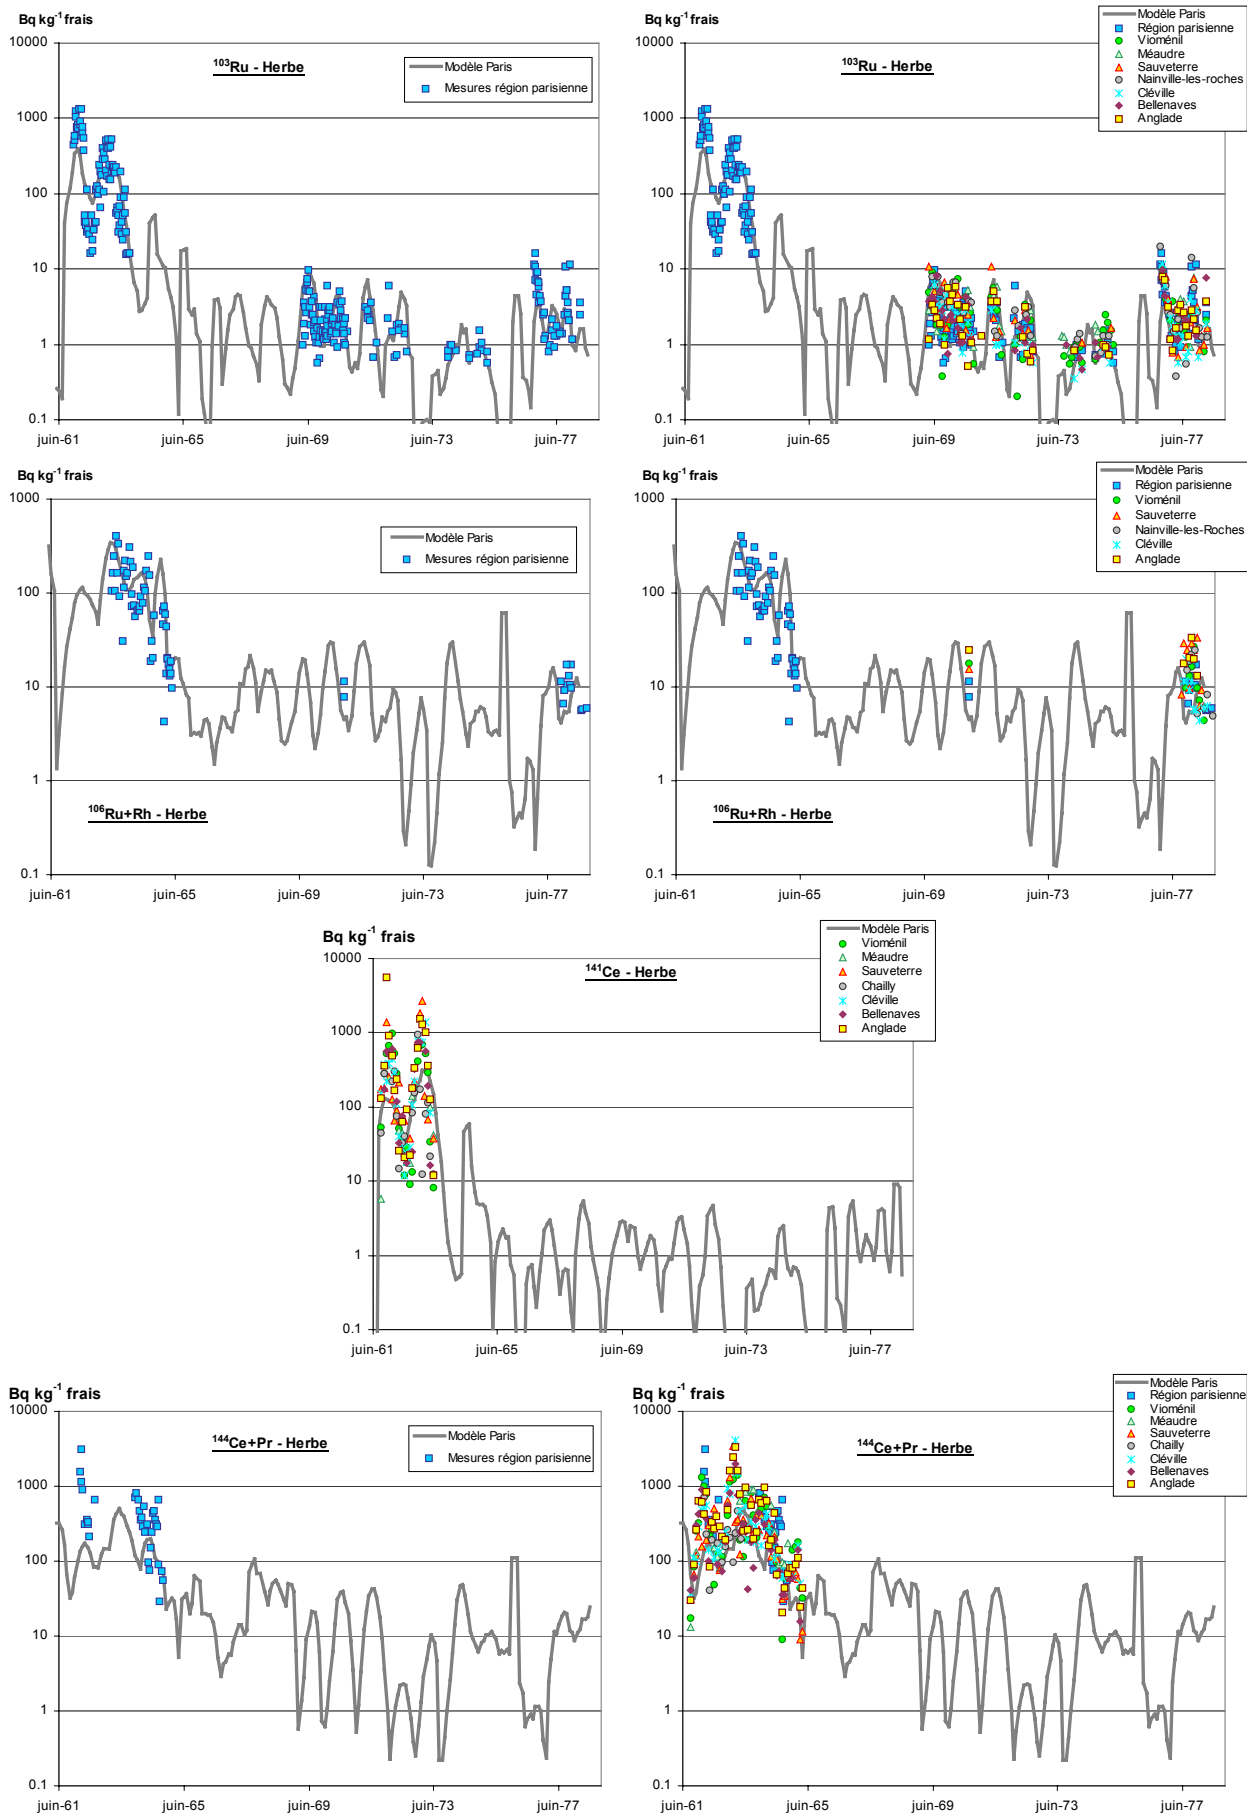 Bq kg-1 frais
10000
1000
100
10
1
0.1
103Ru - Herbe
Modèle Paris
Mesures région parisienne
juin-61
juin-65
juin-69
juin-73
juin-77
Bq kg-1 frais
10000
1000
100
10
1
0.1
103Ru - Herbe
Modèle Paris
Région parisienne
Vioménil
Méaudre
Sauveterre
Nainville-les-roches
Cléville
Bellenaves
Anglade
juin-61
juin-65
juin-69
juin-73
juin-77
Bq kg-1 frais
1000
100
10
1
0.1
Modèle Paris
Mesures région parisienne
106Ru+Rh - Herbe
juin-61
juin-65
juin-69
juin-73
juin-77
Bq kg-1 frais
1000
100
10
1
0.1
Modèle Paris
Région parisienne
Vioménil
Sauveterre
Nainville-les-Roches
Cléville
Anglade
106Ru+Rh - Herbe
juin-61
juin-65
juin-69
juin-73
juin-77
Bq kg-1 frais
10000
1000
100
10
1
0.1
141Ce - Herbe
Modèle Paris
Vioménil
Méaudre
Sauveterre
Chailly
Cléville
Bellenaves
Anglade
juin-61
juin-65
juin-69
juin-73
juin-77
Bq kg-1 frais
10000
1000
100
10
1
0.1
144Ce+Pr - Herbe
Modèle Paris
Mesures région parisienne
juin-61
juin-65
juin-69
juin-73
juin-77
Bq kg-1 frais
10000
1000
100
10
1
0.1
144Ce+Pr - Herbe
Modèle Paris
Région parisienne
Vioménil
Méaudre
Sauveterre
Chailly
Cléville
Bellenaves
Anglade
juin-61
juin-65
juin-69
juin-73
juin-77